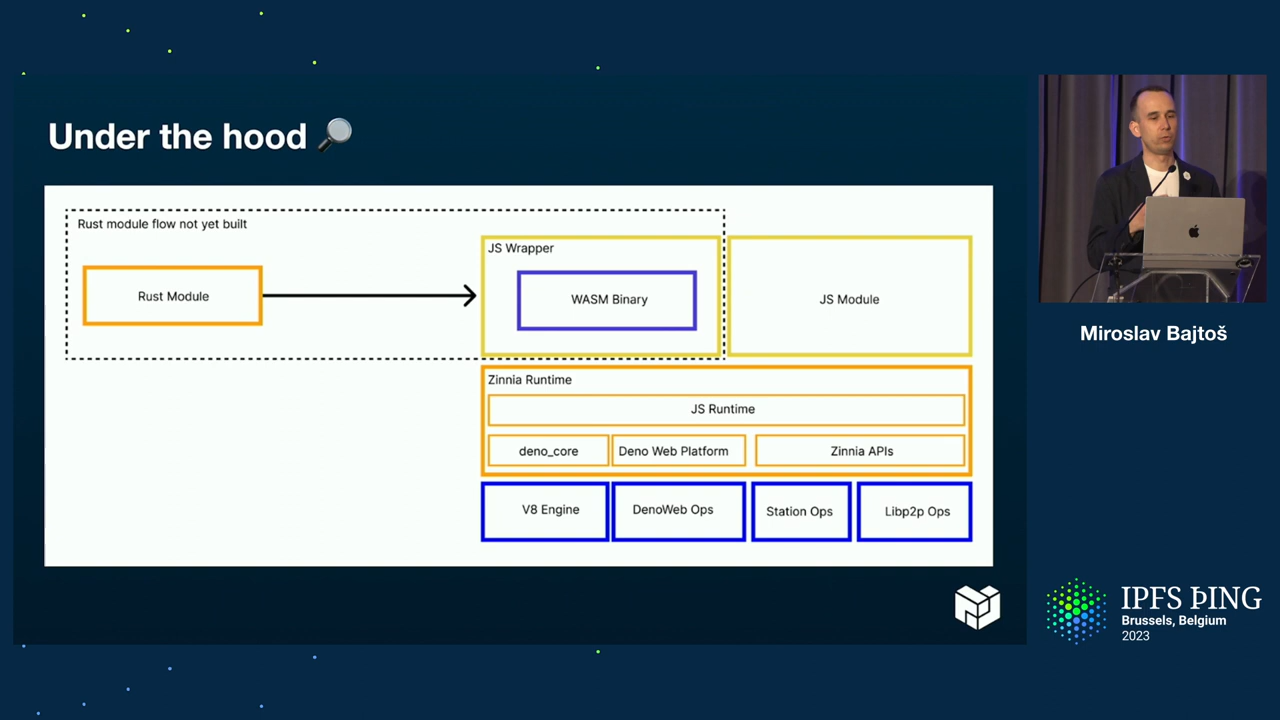 Under the hood
Rust module flow not yet built
Rust Module
JS Wrapper
WASM Binary
JS Module
Zinnia Runtime
JS Runtime
deno_core
Deno Web Platform
Zinnia APIs
V8 Engine
DenoWeb Ops
Station Ops
Libp2p Ops
Miroslav Bajtoš
IPFS ÞING
Brussels, Belgium
2023